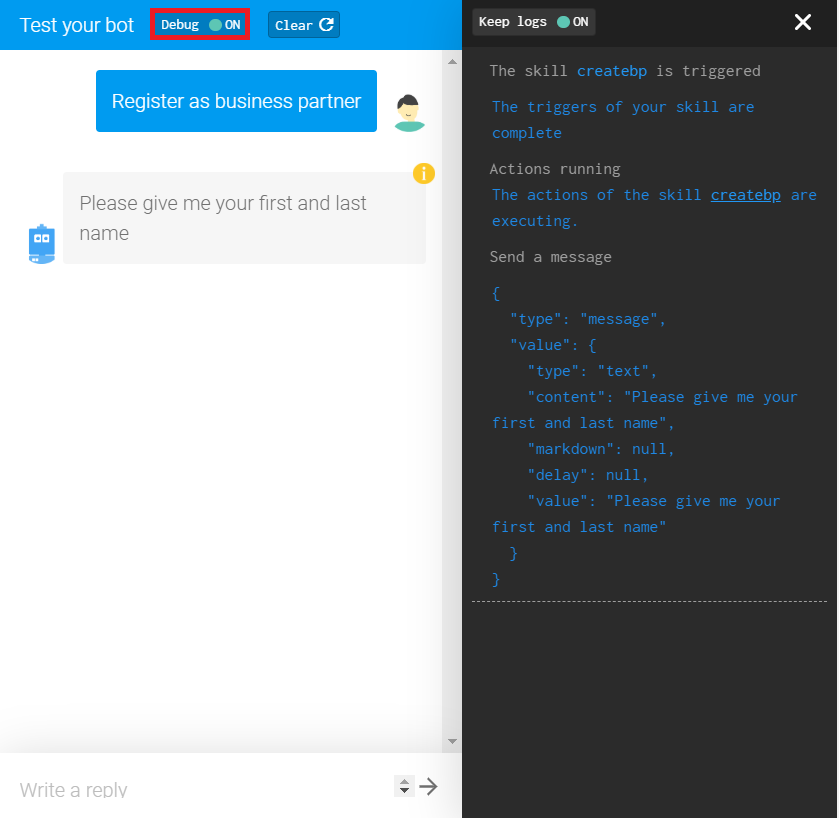 Test your bot
Debug ON
Clear
Register as business partner
i
Please give me your first and last
name
Write a reply
Keep logs ON
The skill createbp is triggered
The triggers of your skill are
complete
Actions running
The actions of the skill createbp are
executing.
Send a message
{
"type": "message",
"value": {
"type": "text",
"content": "Please give me your
first and last name",
"markdown": null,
"delay": null,
"value": "Please give me your
first and last name"
}
}